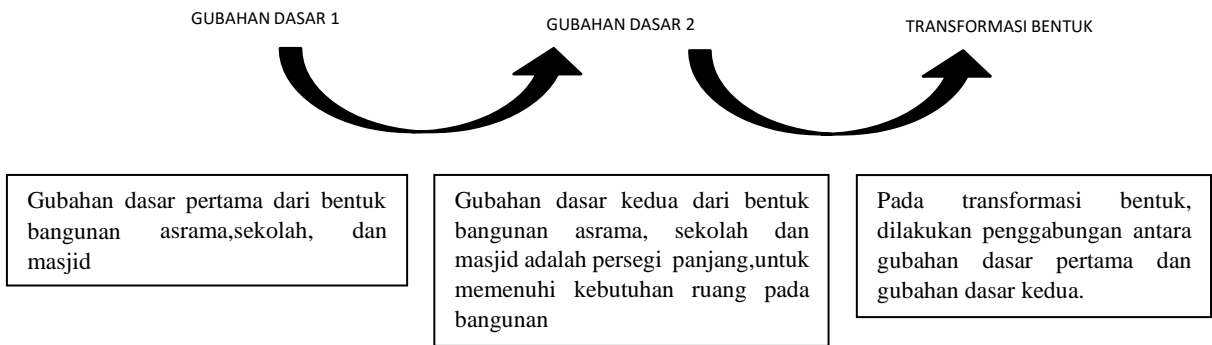 GUBAHAN DASAR 1
GUBAHAN DASAR 2
TRANSFORMASI BENTUK
Gubahan dasar pertama dari bentuk
bangunan asrama,sekolah, dan
masjid
Gubahan dasar kedua dari bentuk
bangunan asrama, sekolah dan
masjid adalah persegi panjang,untuk
memenuhi kebutuhan ruang pada
bangunan
Pada transformasi bentuk,
dilakukan penggabungan antara
gubahan dasar pertama dan
gubahan dasar kedua.